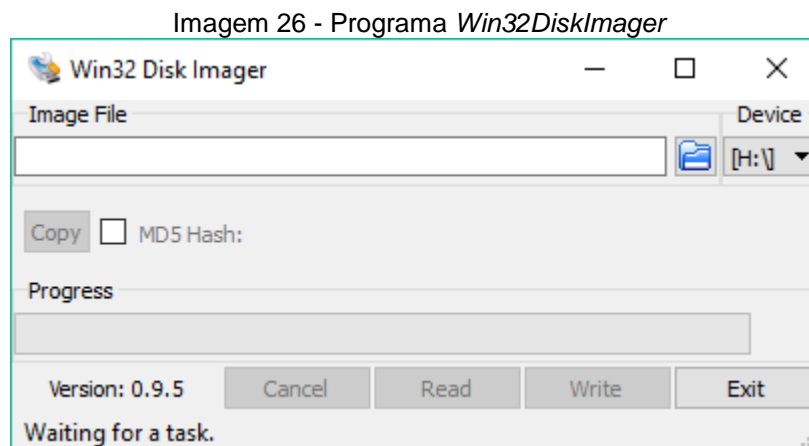 Imagem 26 - Programa Win32DiskImager
Win32 Disk Imager
Image File
Device
[H:\]
Copy
MD5 Hash:
Progress
Version: 0.9.5
Cancel
Read
Write
Exit
Waiting for a task.